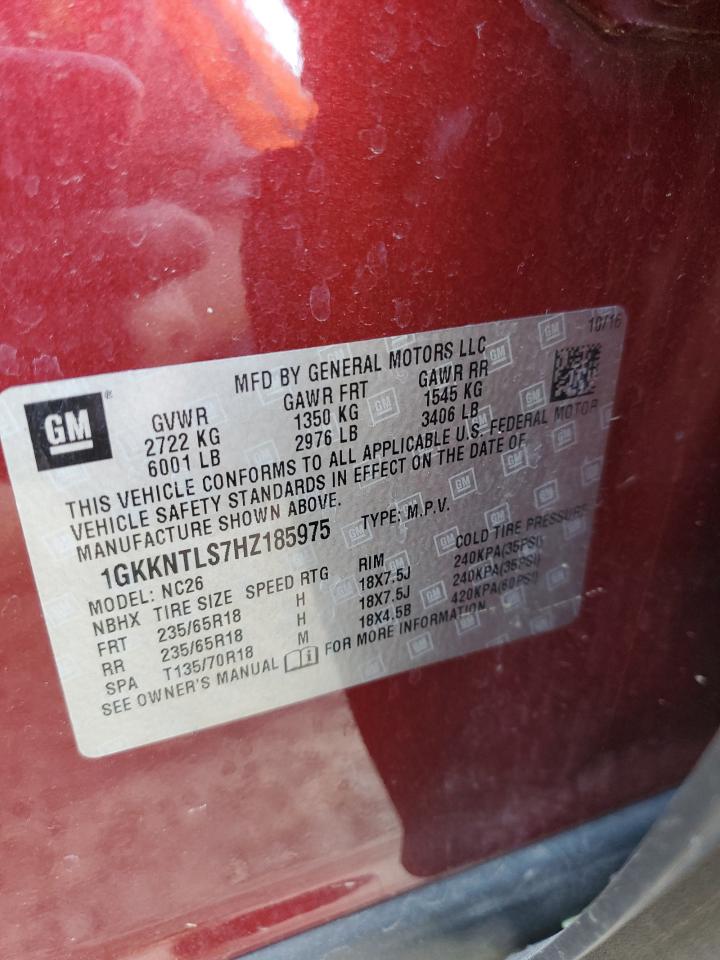 10/16
MFD BY GENERAL MOTORS LLC
GM ®
GVWR GAWR FRT GAWR RR
2722 KG 1350 KG 1545 KG
6001 LB 2976 LB 3406 LB
THIS VEHICLE CONFORMS TO ALL APPLICABLE U.S. FEDERAL MOTOR
VEHICLE SAFETY STANDARDS IN EFFECT ON THE DATE OF
MANUFACTURE SHOWN ABOVE.
1GKKNTLS7HZ185975 TYPE: M.P.V.
MODEL: NC26
NBHX TIRE SIZE SPEED RTG RIM COLD TIRE PRESSURE
FRT 235/65R18 H 18X7.5J 240KPA(35PSI)
RR 235/65R18 H 18X7.5J 240KPA(35PSI)
SPA T135/70R18 M 18X4.5B 420KPA(60PSI)
SEE OWNER'S MANUAL FOR MORE INFORMATION